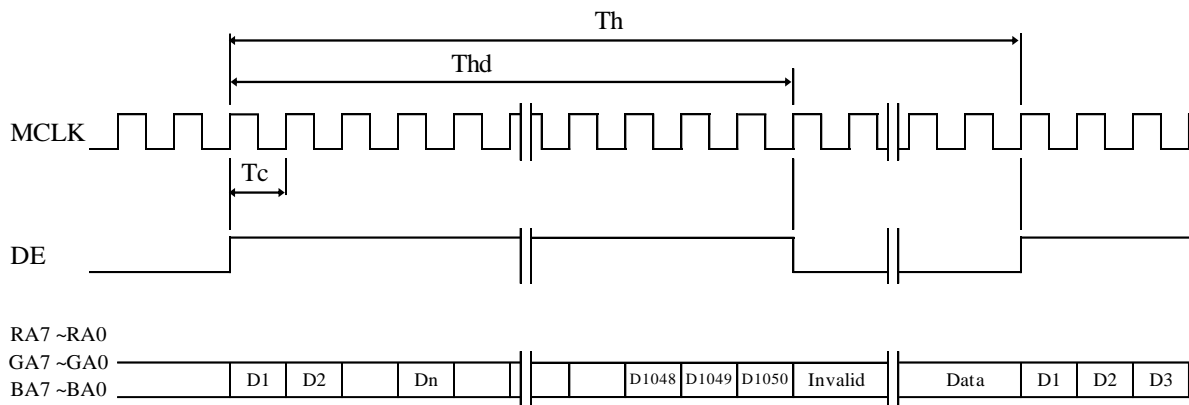 Th
Thd
MCLK
Tc
DE
RA7 ~RA0
GA7 ~GA0
BA7 ~BA0
D1 D2 Dn D1048 D1049 D1050 Invalid Data D1 D2 D3